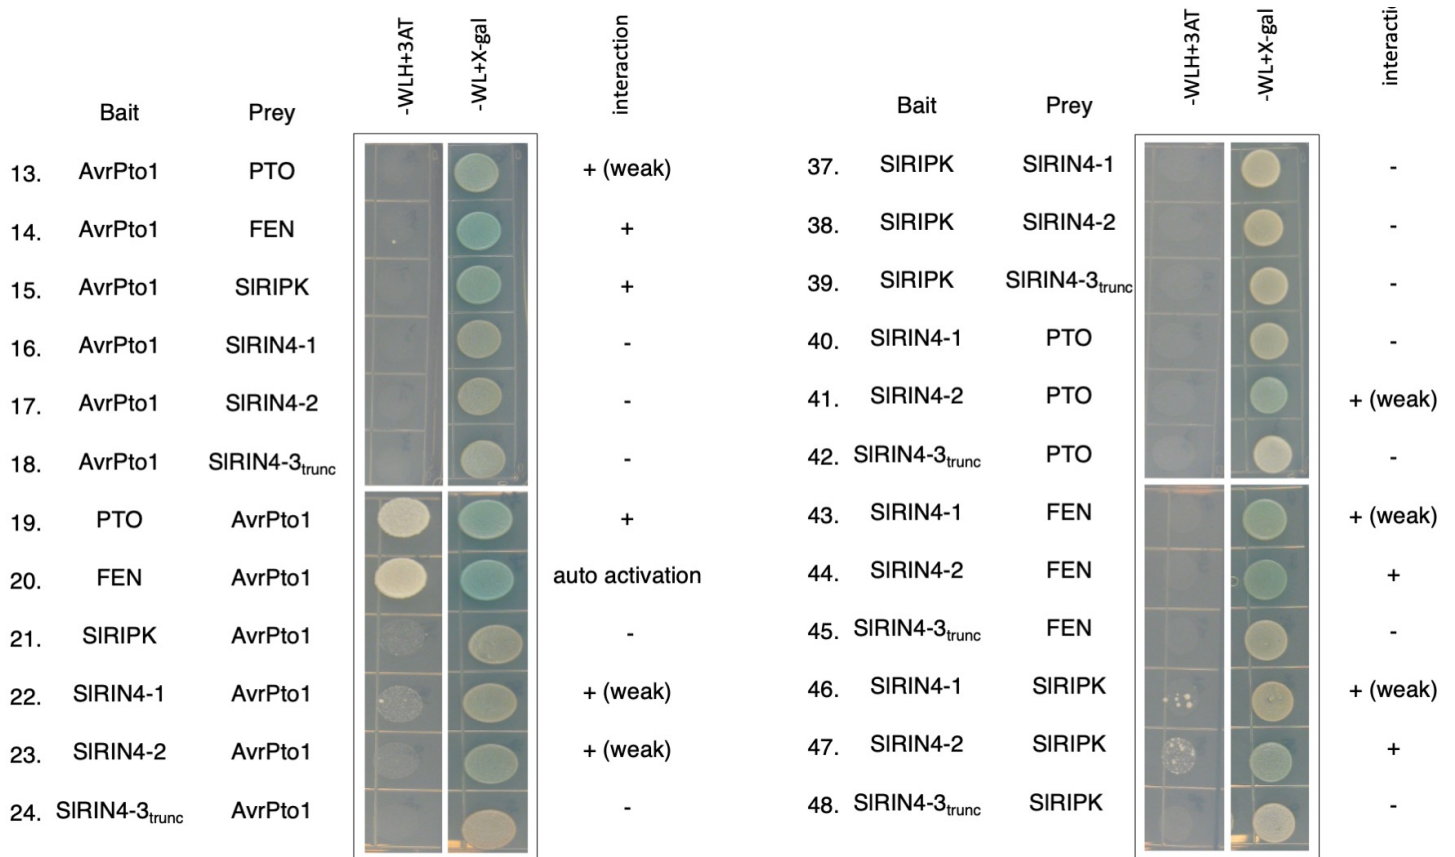 -WLH+3AT
-WL+X-gal
interaction
Bait Prey
13. AvrPto1 PTO + (weak)
14. AvrPto1 FEN +
15. AvrPto1 SlRIPK +
16. AvrPto1 SlRIN4-1 -
17. AvrPto1 SlRIN4-2 -
18. AvrPto1 SlRIN4-3trunc -
19. PTO AvrPto1 +
20. FEN AvrPto1 auto activation
21. SlRIPK AvrPto1 -
22. SlRIN4-1 AvrPto1 + (weak)
23. SlRIN4-2 AvrPto1 + (weak)
24. SlRIN4-3trunc AvrPto1 -
-WLH+3AT
-WL+X-gal
interacti
Bait Prey
37. SlRIPK SlRIN4-1 -
38. SlRIPK SlRIN4-2 -
39. SlRIPK SlRIN4-3trunc -
40. SlRIN4-1 PTO -
41. SlRIN4-2 PTO + (weak)
42. SlRIN4-3trunc PTO -
43. SlRIN4-1 FEN + (weak)
44. SlRIN4-2 FEN +
45. SlRIN4-3trunc FEN -
46. SlRIN4-1 SlRIPK + (weak)
47. SlRIN4-2 SlRIPK +
48. SlRIN4-3trunc SlRIPK -